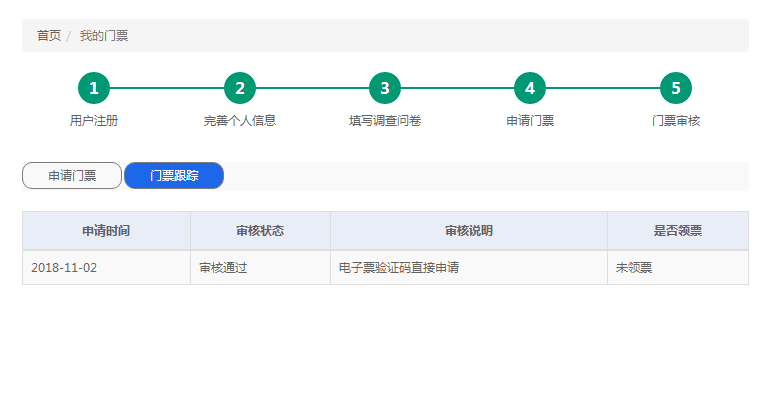 首页 / 我的门票
1 2 3 4 5
用户注册 完善个人信息 填写调查问卷 申请门票 门票审核
申请门票 门票跟踪
申请时间 审核状态 审核说明 是否领票
2018-11-02 审核通过 电子票验证码直接申请 未领票